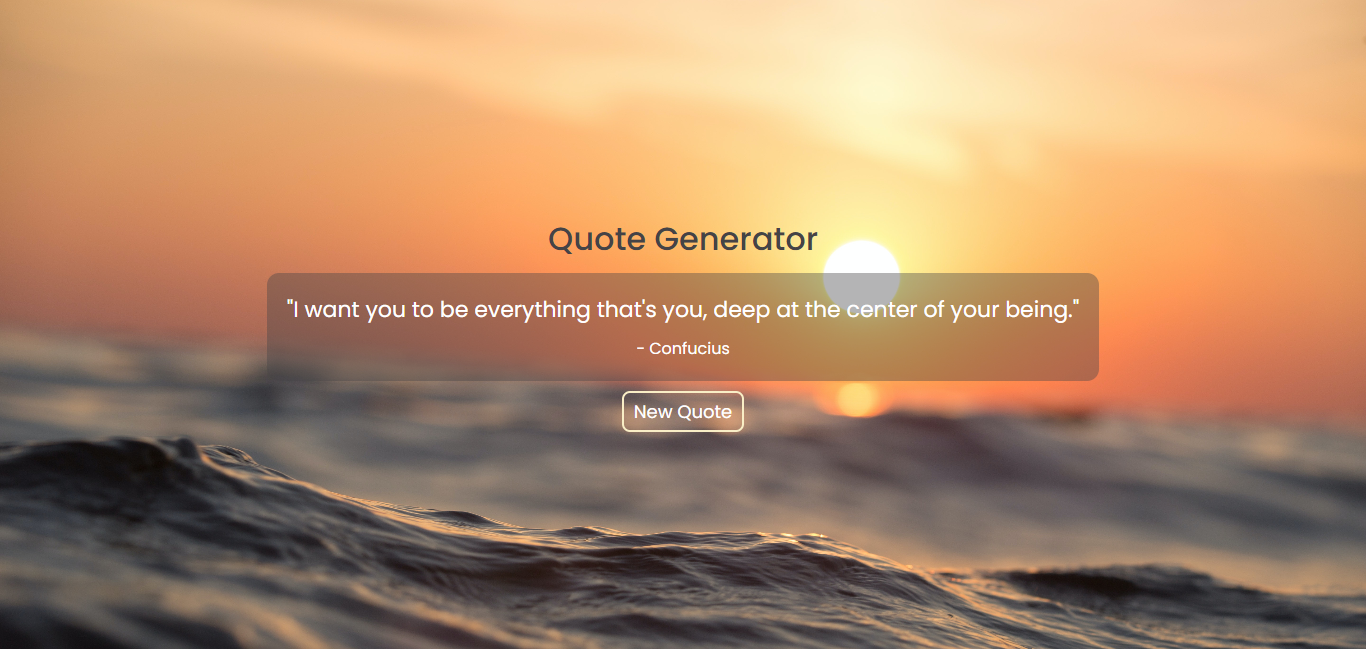 Quote Generator
"I want you to be everything that's you, deep at the center of your being."
- Confucius
New Quote